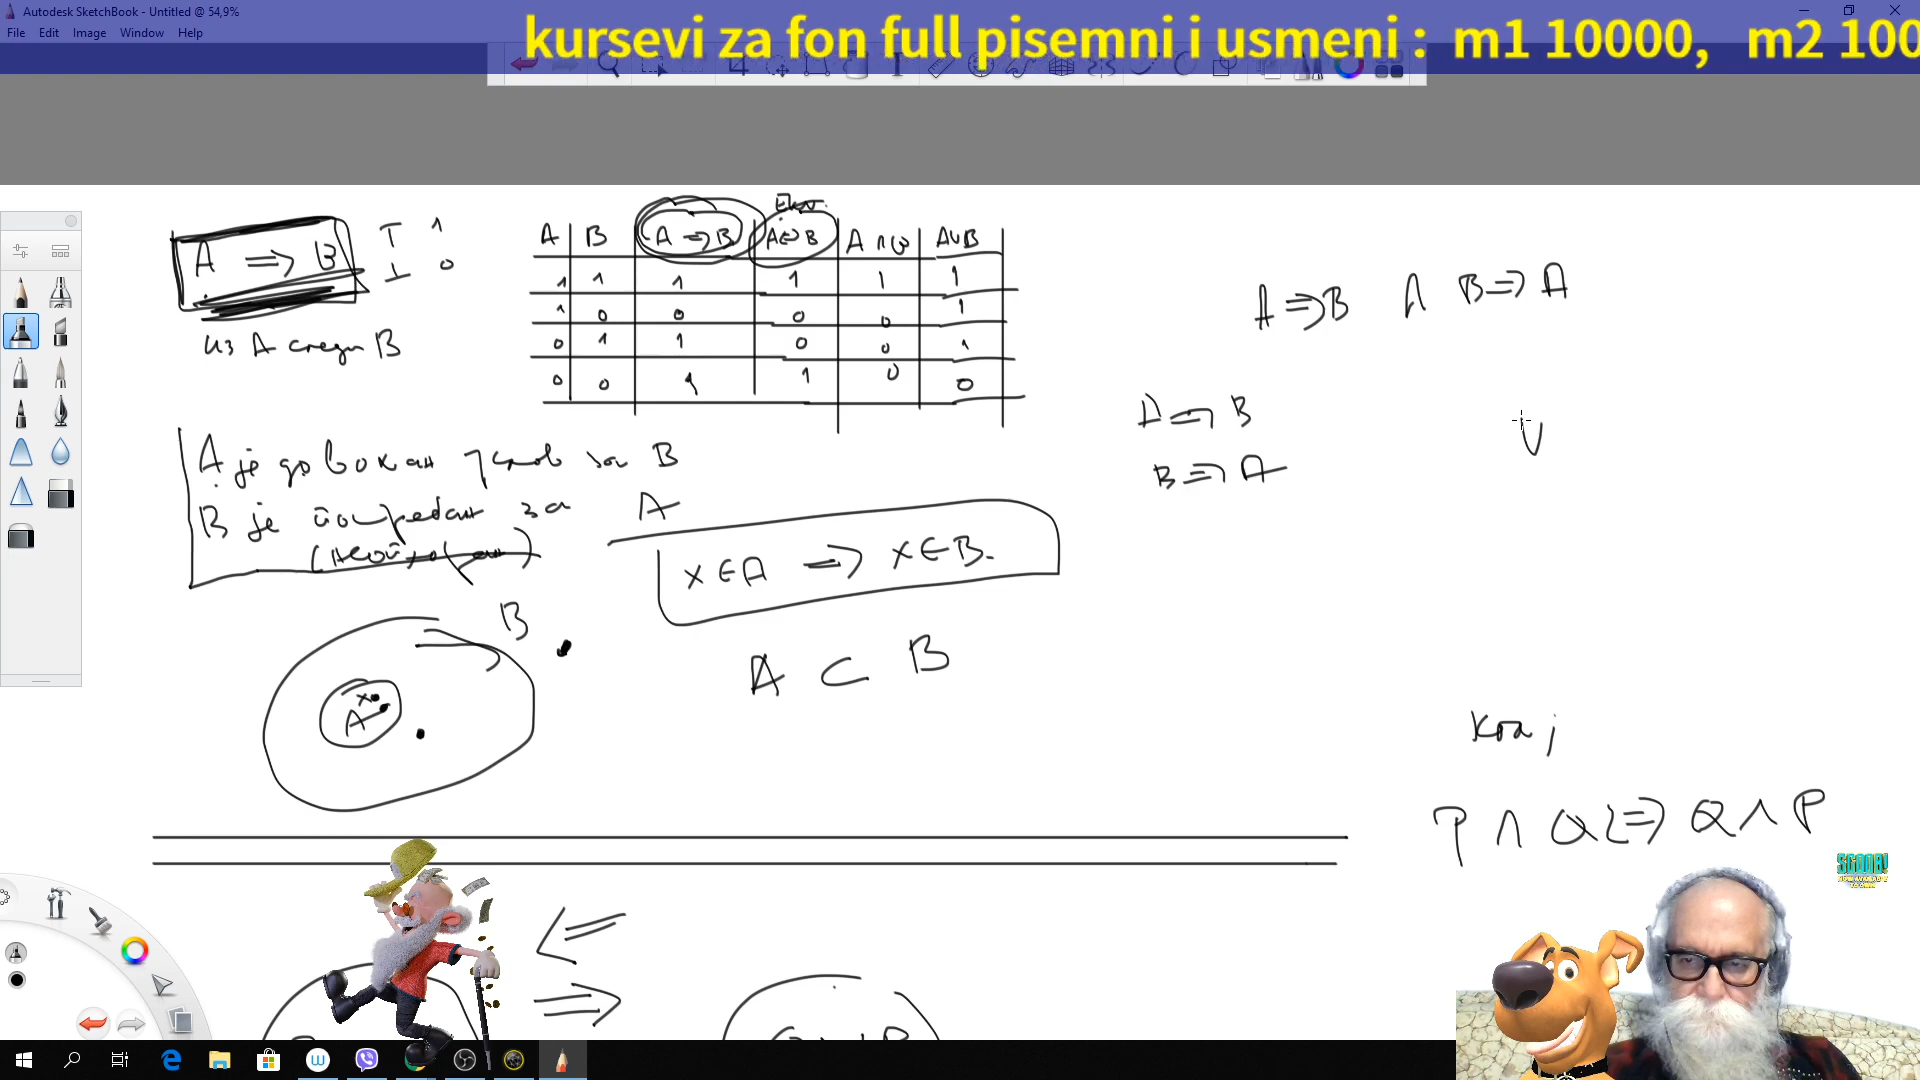 Autodesk SketchBook - Untitled @ 54,9%
File Edit Image Window Help
kursevi za fon full pisemni i usmeni : m1 10000, m2 100
A ⇒ B
T 1
⊥ 0
из A следи B
A B A ⇒ B A ⇔ B A ∧ B A ∨ B
1 1 1 1 1 1
1 0 0 0 0 1
0 1 1 0 0 1
0 0 1 1 0 0
A ⇒ B ∧ B ⇒ A
A ⇒ B
B ⇒ A
A је довољан услов за B
B је потребан за A
x ∈ A ⇒ x ∈ B.
B
A ⊂ B
x
A
кraj
P ∧ Q ⇔ Q ∧ P
SCOOB!
⇐
⇒